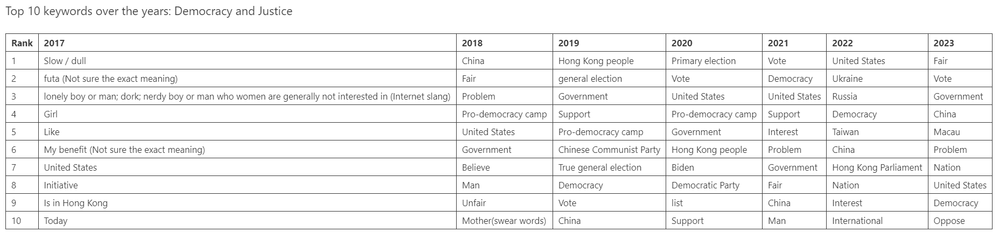 Top 10 keywords over the years: Democracy and Justice
Rank 2017 2018 2019 2020 2021 2022 2023
1 Slow / dull China Hong Kong people Primary election Vote United States Fair
2 futa (Not sure the exact meaning) Fair general election Vote Democracy Ukraine Vote
3 lonely boy or man; dork; nerdy boy or man who women are generally not interested in (Internet slang) Problem Government United States United States Russia Government
4 Girl Pro-democracy camp Support Pro-democracy camp Support Democracy China
5 Like United States Pro-democracy camp Government Interest Taiwan Macau
6 My benefit (Not sure the exact meaning) Government Chinese Communist Party Hong Kong people Problem China Problem
7 United States Believe True general election Biden Government Hong Kong Parliament Nation
8 Initiative Man Democracy Democratic Party Fair Nation United States
9 Is in Hong Kong Unfair Vote list China Interest Democracy
10 Today Mother(swear words) China Support Man International Oppose